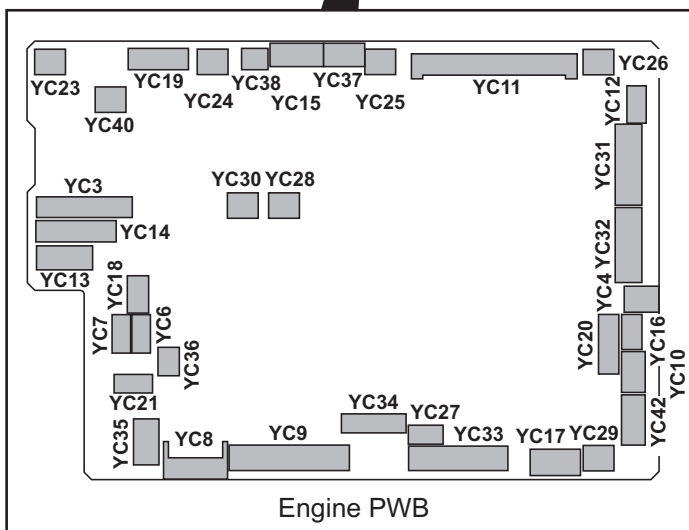 YC23
YC19
YC24
YC38
YC15
YC37
YC25
YC11
YC26
YC12
YC40
YC31
YC3
YC30
YC28
YC14
YC32
YC13
YC18
YC4
YC7
YC6
YC36
YC20
YC16
YC10
YC21
YC34
YC27
YC42
YC35
YC8
YC9
YC33
YC17
YC29
Engine PWB